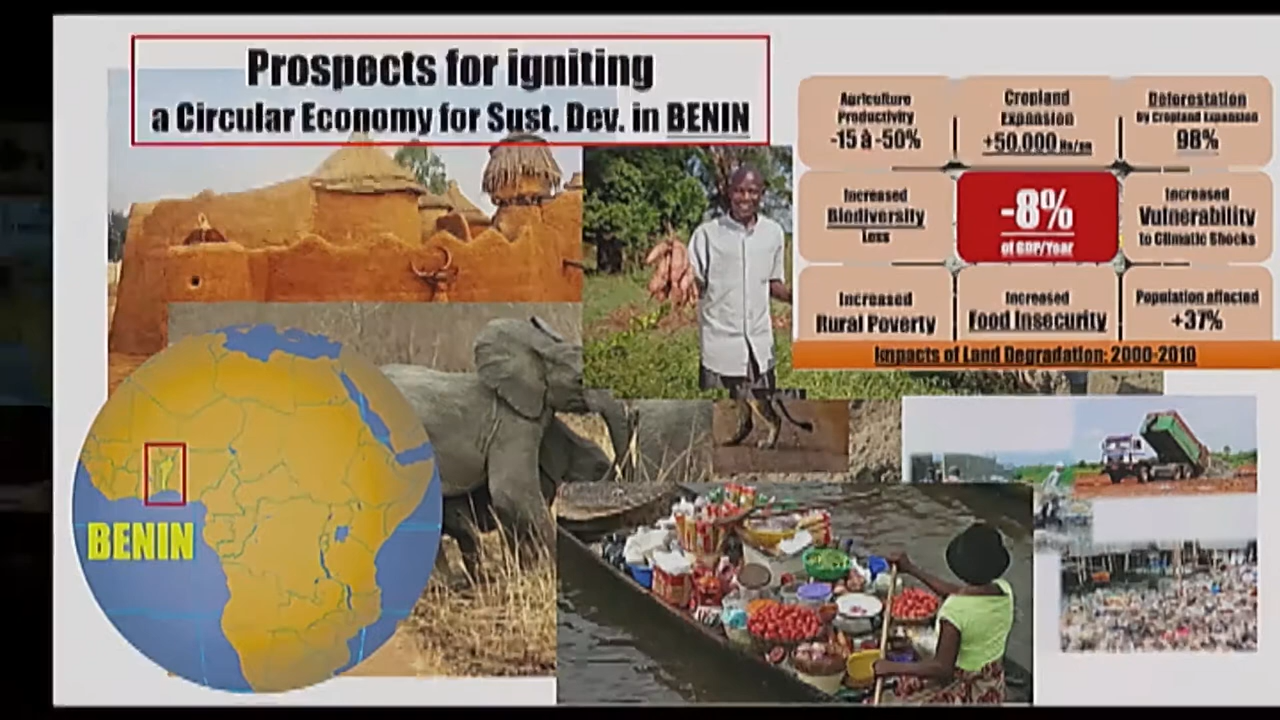 Prospects for igniting
a Circular Economy for Sust. Dev. in BENIN
Agriculture
Productivity
-15 à -50%
Cropland
Expansion
+50.000 Ha/an
Deforestation
by Cropland Expansion
98%
Increased
Biodiversity
Loss
-8%
of GDP/Year
Increased
Vulnerability
to Climatic Shocks
Increased
Rural Poverty
Increased
Food Insecurity
Population affected
+37%
Impacts of Land Degradation: 2000-2010
BENIN